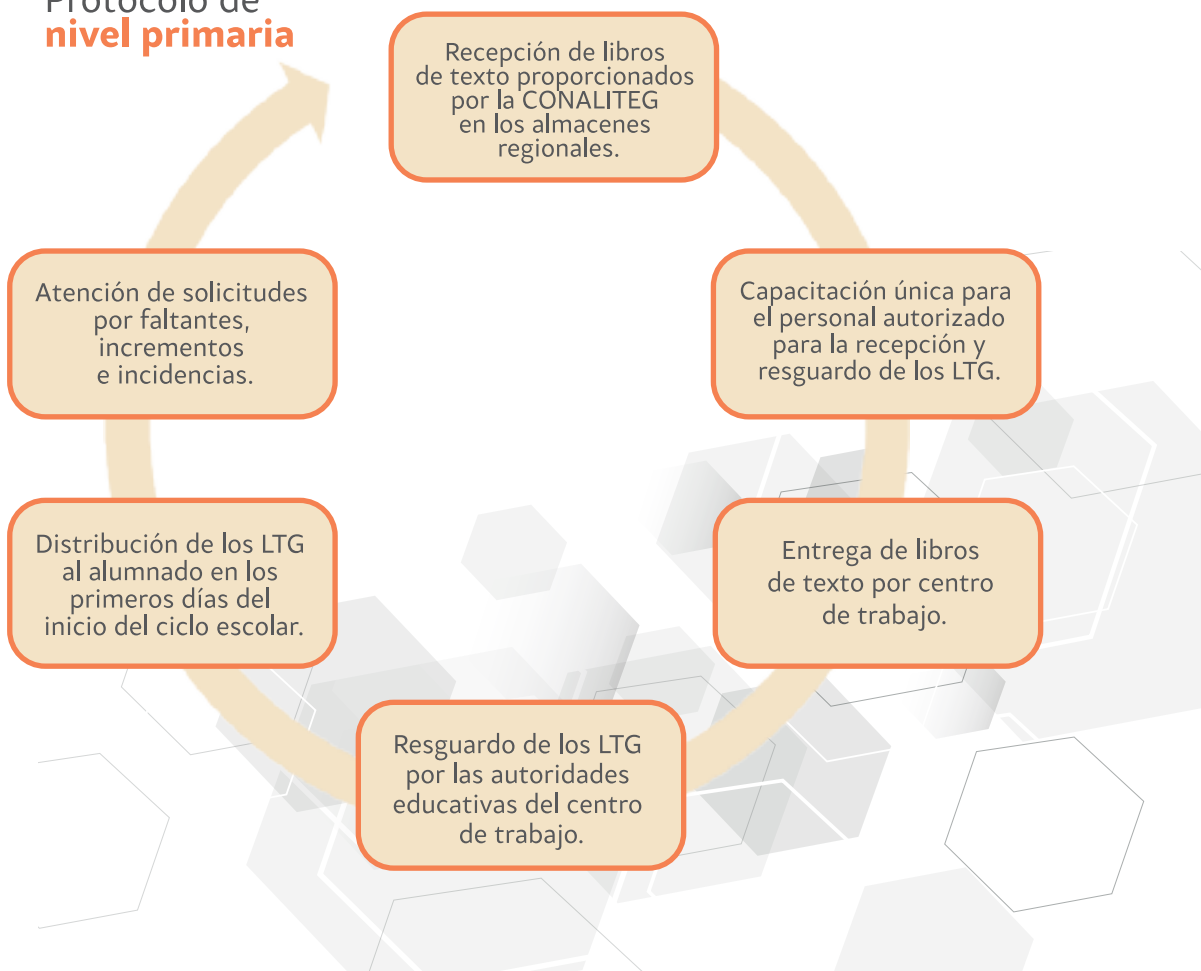 Protocolo de
nivel primaria
Recepción de libros
de texto proporcionados
por la CONALITEG
en los almacenes
regionales.
Capacitación única para
el personal autorizado
para la recepción y
resguardo de los LTG.
Entrega de libros
de texto por centro
de trabajo.
Resguardo de los LTG
por las autoridades
educativas del centro
de trabajo.
Distribución de los LTG
al alumnado en los
primeros días del
inicio del ciclo escolar.
Atención de solicitudes
por faltantes,
incrementos
e incidencias.